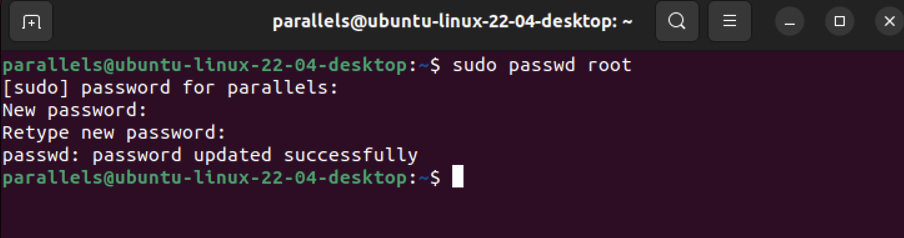 parallels@ubuntu-linux-22-04-desktop: ~
parallels@ubuntu-linux-22-04-desktop:~$ sudo passwd root
[sudo] password for parallels:
New password:
Retype new password:
passwd: password updated successfully
parallels@ubuntu-linux-22-04-desktop:~$